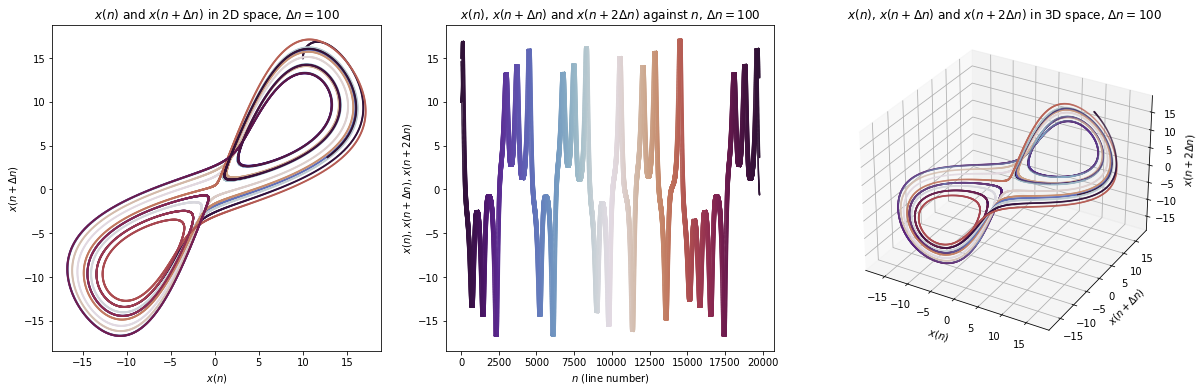 x(n) and x(n + Δn) in 2D space, Δn = 100
15
10
5
0
−5
−10
−15
x(n + Δn)
−15 −10 −5 0 5 10 15
x(n)
x(n), x(n + Δn) and x(n + 2Δn) against n, Δn = 100
15
10
5
0
−5
−10
−15
x(n), x(n + Δn), x(n + 2Δn)
0 2500 5000 7500 10000 12500 15000 17500 20000
n (line number)
x(n), x(n + Δn) and x(n + 2Δn) in 3D space, Δn = 100
15
10
5
0
−5
−10
−15
x(n + 2Δn)
15
10
5
0
−5
−10
−15
x(n + Δn)
−15 −10 −5 0 5 10 15
x(n)